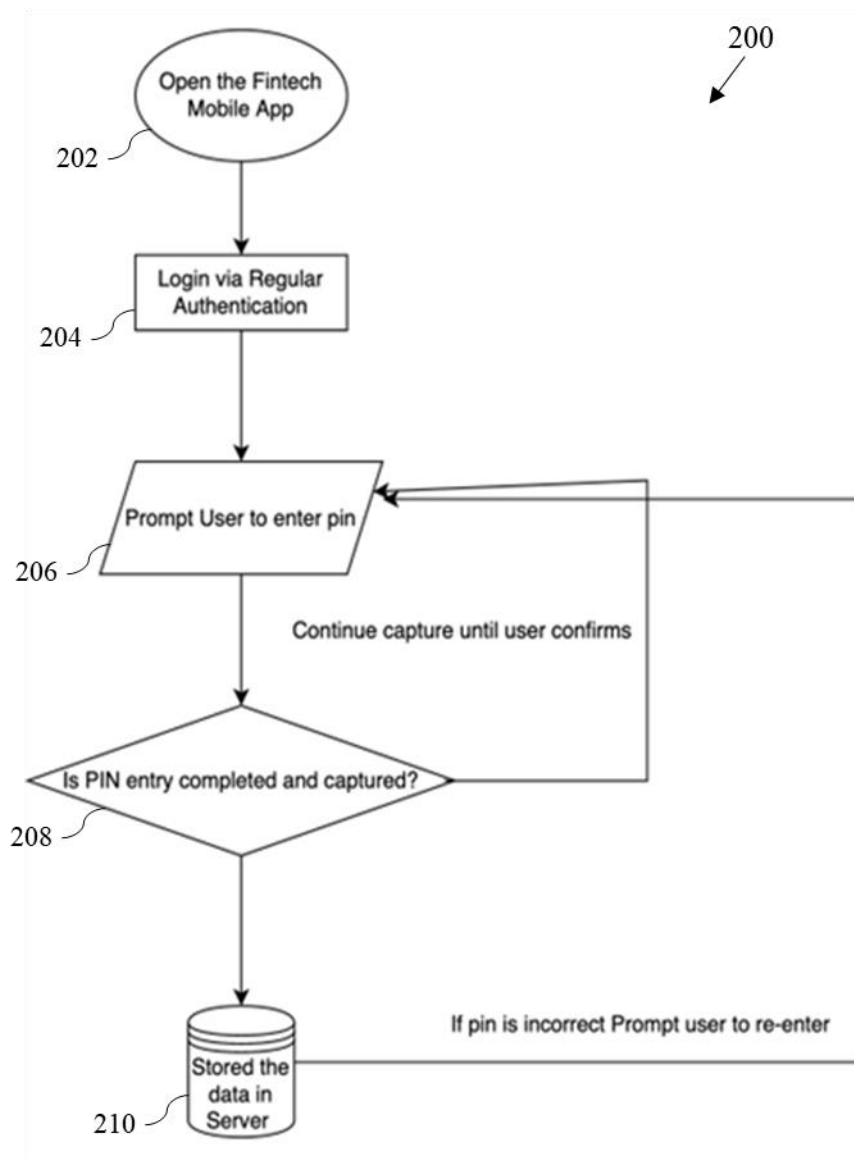 200
Open the Fintech
Mobile App
202
Login via Regular
Authentication
204
Prompt User to enter pin
206
Continue capture until user confirms
Is PIN entry completed and captured?
208
If pin is incorrect Prompt user to re-enter
Stored the
data in
Server
210